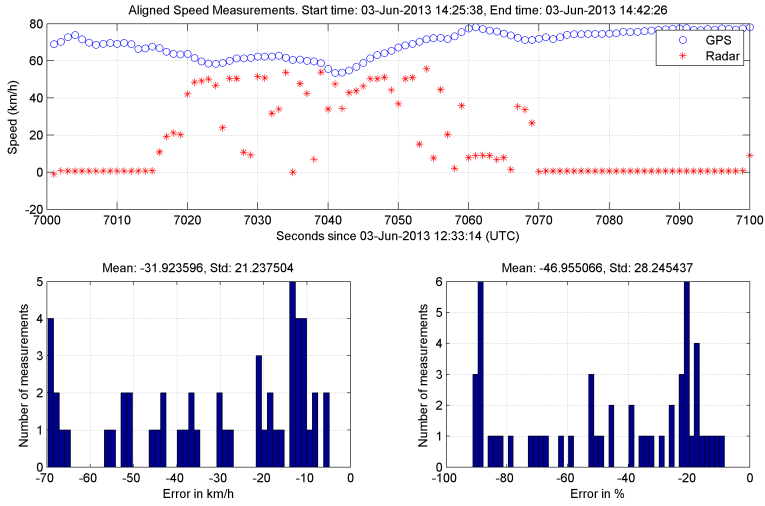 Aligned Speed Measurements. Start time: 03-Jun-2013 14:25:38, End time: 03-Jun-2013 14:42:26
80
60
40
20
0
-20
Speed (km/h)
GPS
Radar
7000 7010 7020 7030 7040 7050 7060 7070 7080 7090 7100
Seconds since 03-Jun-2013 12:33:14 (UTC)
Mean: -31.923596, Std: 21.237504
5
4
3
2
1
0
Number of measurements
-70 -60 -50 -40 -30 -20 -10 0
Error in km/h
Mean: -46.955066, Std: 28.245437
6
5
4
3
2
1
0
Number of measurements
-100 -80 -60 -40 -20 0
Error in %